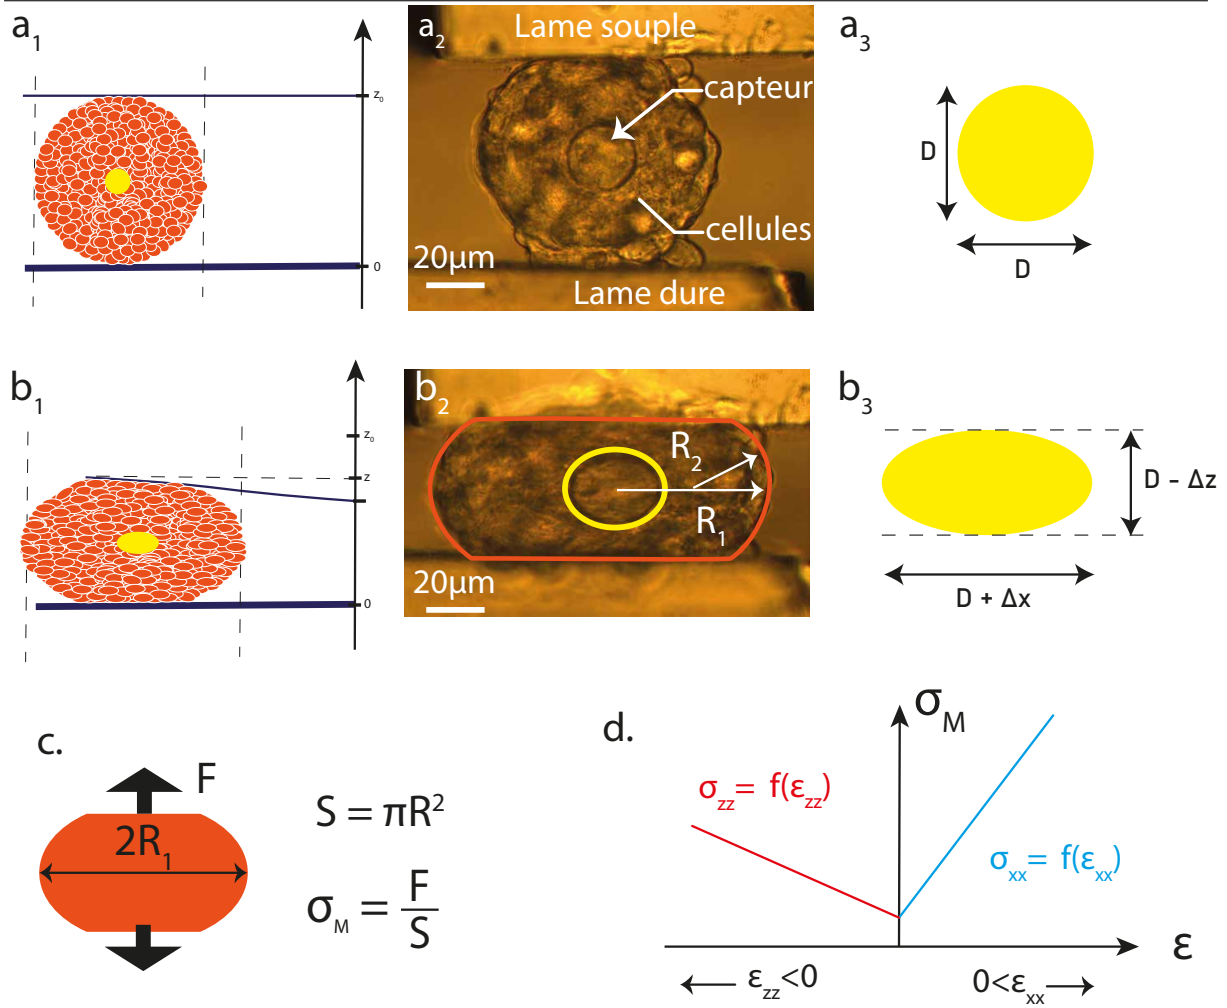 a1
z0
0
a2
Lame souple
capteur
cellules
20µm
Lame dure
a3
D
D
b1
z0
z
0
b2
R2
R1
20µm
b3
D - Δz
D + Δx
c.
F
2R1
S = πR²
σM = F/S
d.
σM
σzz= f(εzz)
σxx= f(εxx)
ε
εzz<0
0<εxx